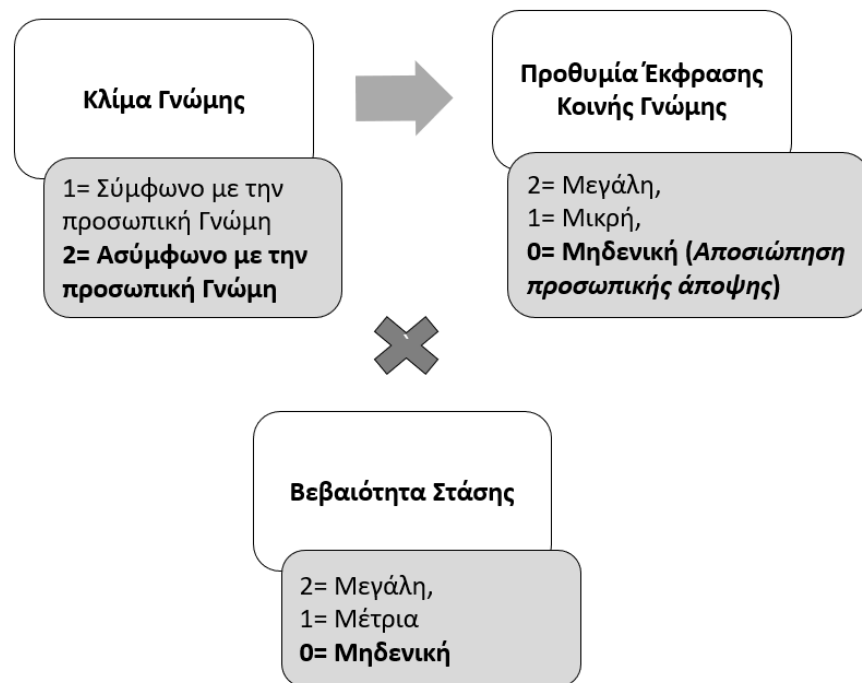 Κλίμα Γνώμης
1= Σύμφωνο με την
προσωπική Γνώμη
2= Ασύμφωνο με την
προσωπική Γνώμη
Προθυμία Έκφρασης
Κοινής Γνώμης
2= Μεγάλη,
1= Μικρή,
0= Μηδενική (Αποσιώπηση
προσωπικής άποψης)
Βεβαιότητα Στάσης
2= Μεγάλη,
1= Μέτρια
0= Μηδενική